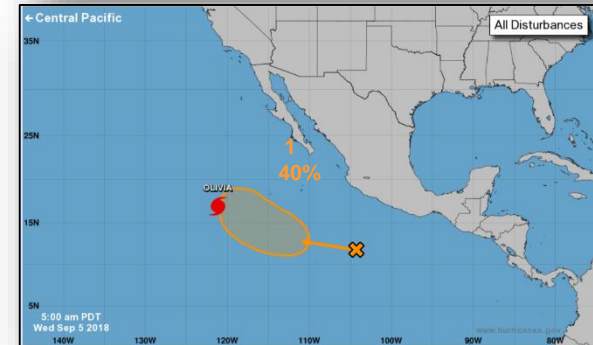 ← Central Pacific
All Disturbances
35N
25N
1
40%
OLIVIA
15N
5N
5:00 am PDT
Wed Sep 5 2018
www.hurricanes.gov
140W 130W 120W 110W 100W 90W 80W